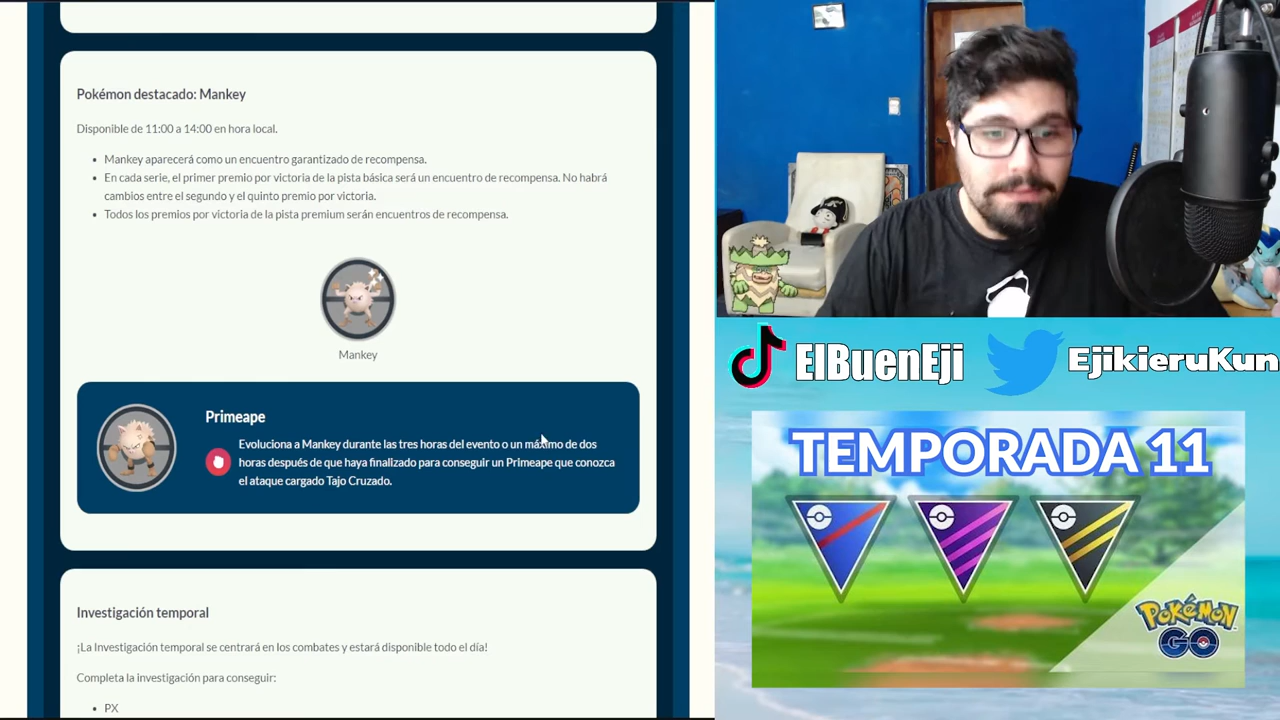 Pokémon destacado: Mankey
Disponible de 11:00 a 14:00 en hora local.
• Mankey aparecerá como un encuentro garantizado de recompensa.
• En cada serie, el primer premio por victoria de la pista básica será un encuentro de recompensa. No habrá
cambios entre el segundo y el quinto premio por victoria.
• Todos los premios por victoria de la pista premium serán encuentros de recompensa.
Mankey
Primeape
Evoluciona a Mankey durante las tres horas del evento o un máximo de dos
horas después de que haya finalizado para conseguir un Primeape que conozca
el ataque cargado Tajo Cruzado.
Investigación temporal
¡La Investigación temporal se centrará en los combates y estará disponible todo el día!
Completa la investigación para conseguir:
• PX
ElBuenEji
EjikieruKun
TEMPORADA 11
POKéMON
GO